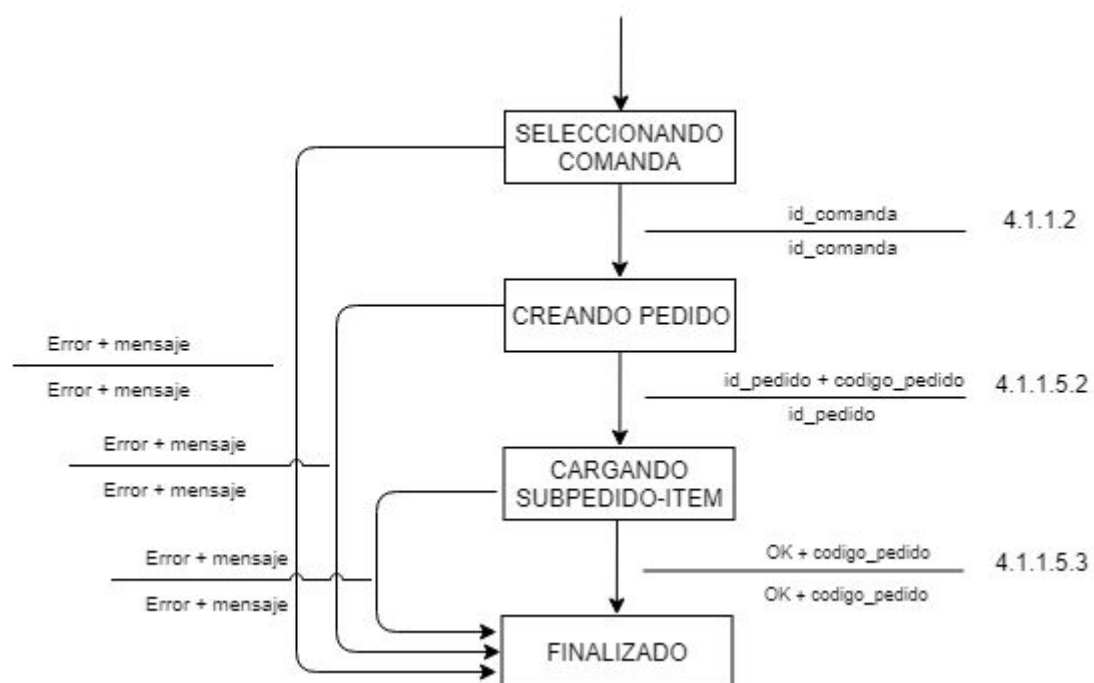 SELECCIONANDO
COMANDA
id_comanda
id_comanda
4.1.1.2
CREANDO PEDIDO
Error + mensaje
Error + mensaje
id_pedido + codigo_pedido
id_pedido
4.1.1.5.2
Error + mensaje
Error + mensaje
CARGANDO
SUBPEDIDO-ITEM
Error + mensaje
Error + mensaje
OK + codigo_pedido
OK + codigo_pedido
4.1.1.5.3
FINALIZADO